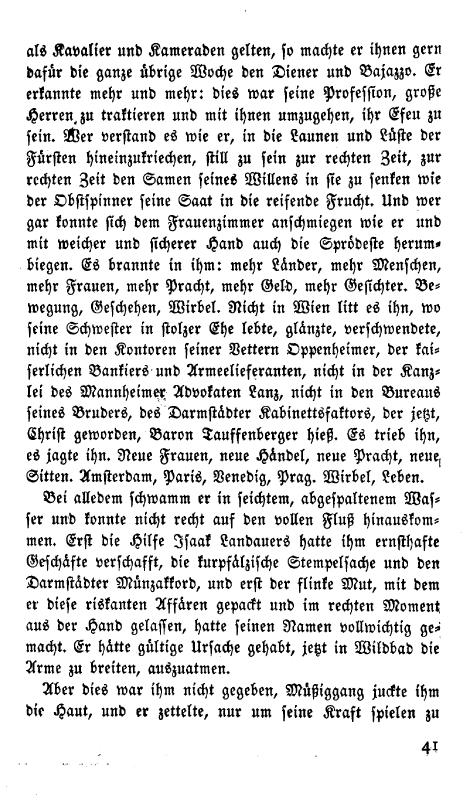 als Kavalier und Kameraden gelten, so machte er ihnen gern
dafür die ganze übrige Woche den Diener und Bajazzo. Er
erkannte mehr und mehr: dies war seine Profession, große
Herren zu traktieren und mit ihnen umzugehen, ihr Efeu zu
sein. Wer verstand es wie er, in die Launen und Lüste der
Fürsten hineinzukriechen, still zu sein zur rechten Zeit, zur
rechten Zeit den Samen seines Willens in sie zu senken wie
der Obstspinner seine Saat in die reifende Frucht. Und wer
gar konnte sich dem Frauenzimmer anschmiegen wie er und
mit weicher und sicherer Hand auch die Sprödeste herum-
biegen. Es brannte in ihm: mehr Länder, mehr Menschen,
mehr Frauen, mehr Pracht, mehr Geld, mehr Gesichter. Be-
wegung, Geschehen, Wirbel. Nicht in Wien litt es ihn, wo
seine Schwester in stolzer Ehe lebte, glänzte, verschwendete,
nicht in den Kontoren seiner Vettern Oppenheimer, der kai-
serlichen Bankiers und Armeelieferanten, nicht in der Kanz-
lei des Mannheimer Advokaten Lanz, nicht in den Bureaus
seines Bruders, des Darmstädter Kabinettsfaktors, der jetzt,
Christ geworden, Baron Tauffenberger hieß. Es trieb ihn,
es jagte ihn. Neue Frauen, neue Händel, neue Pracht, neue
Sitten. Amsterdam, Paris, Venedig, Prag. Wirbel, Leben.
Bei alledem schwamm er in seichtem, abgespaltenem Was-
ser und konnte nicht recht auf den vollen Fluß hinauskom-
men. Erst die Hilfe Isaak Landauers hatte ihm ernsthafte
Geschäfte verschafft, die kurpfälzische Stempelsache und den
Darmstädter Münzakkord, und erst der flinke Mut, mit dem
er diese riskanten Affären gepackt und im rechten Moment
aus der Hand gelassen, hatte seinen Namen vollwichtig ge-
macht. Er hätte gültige Ursache gehabt, jetzt in Wildbad die
Arme zu breiten, auszuatmen.
Aber dies war ihm nicht gegeben, Müßiggang juckte ihm
die Haut, und er zettelte, nur um seine Kraft spielen zu
41